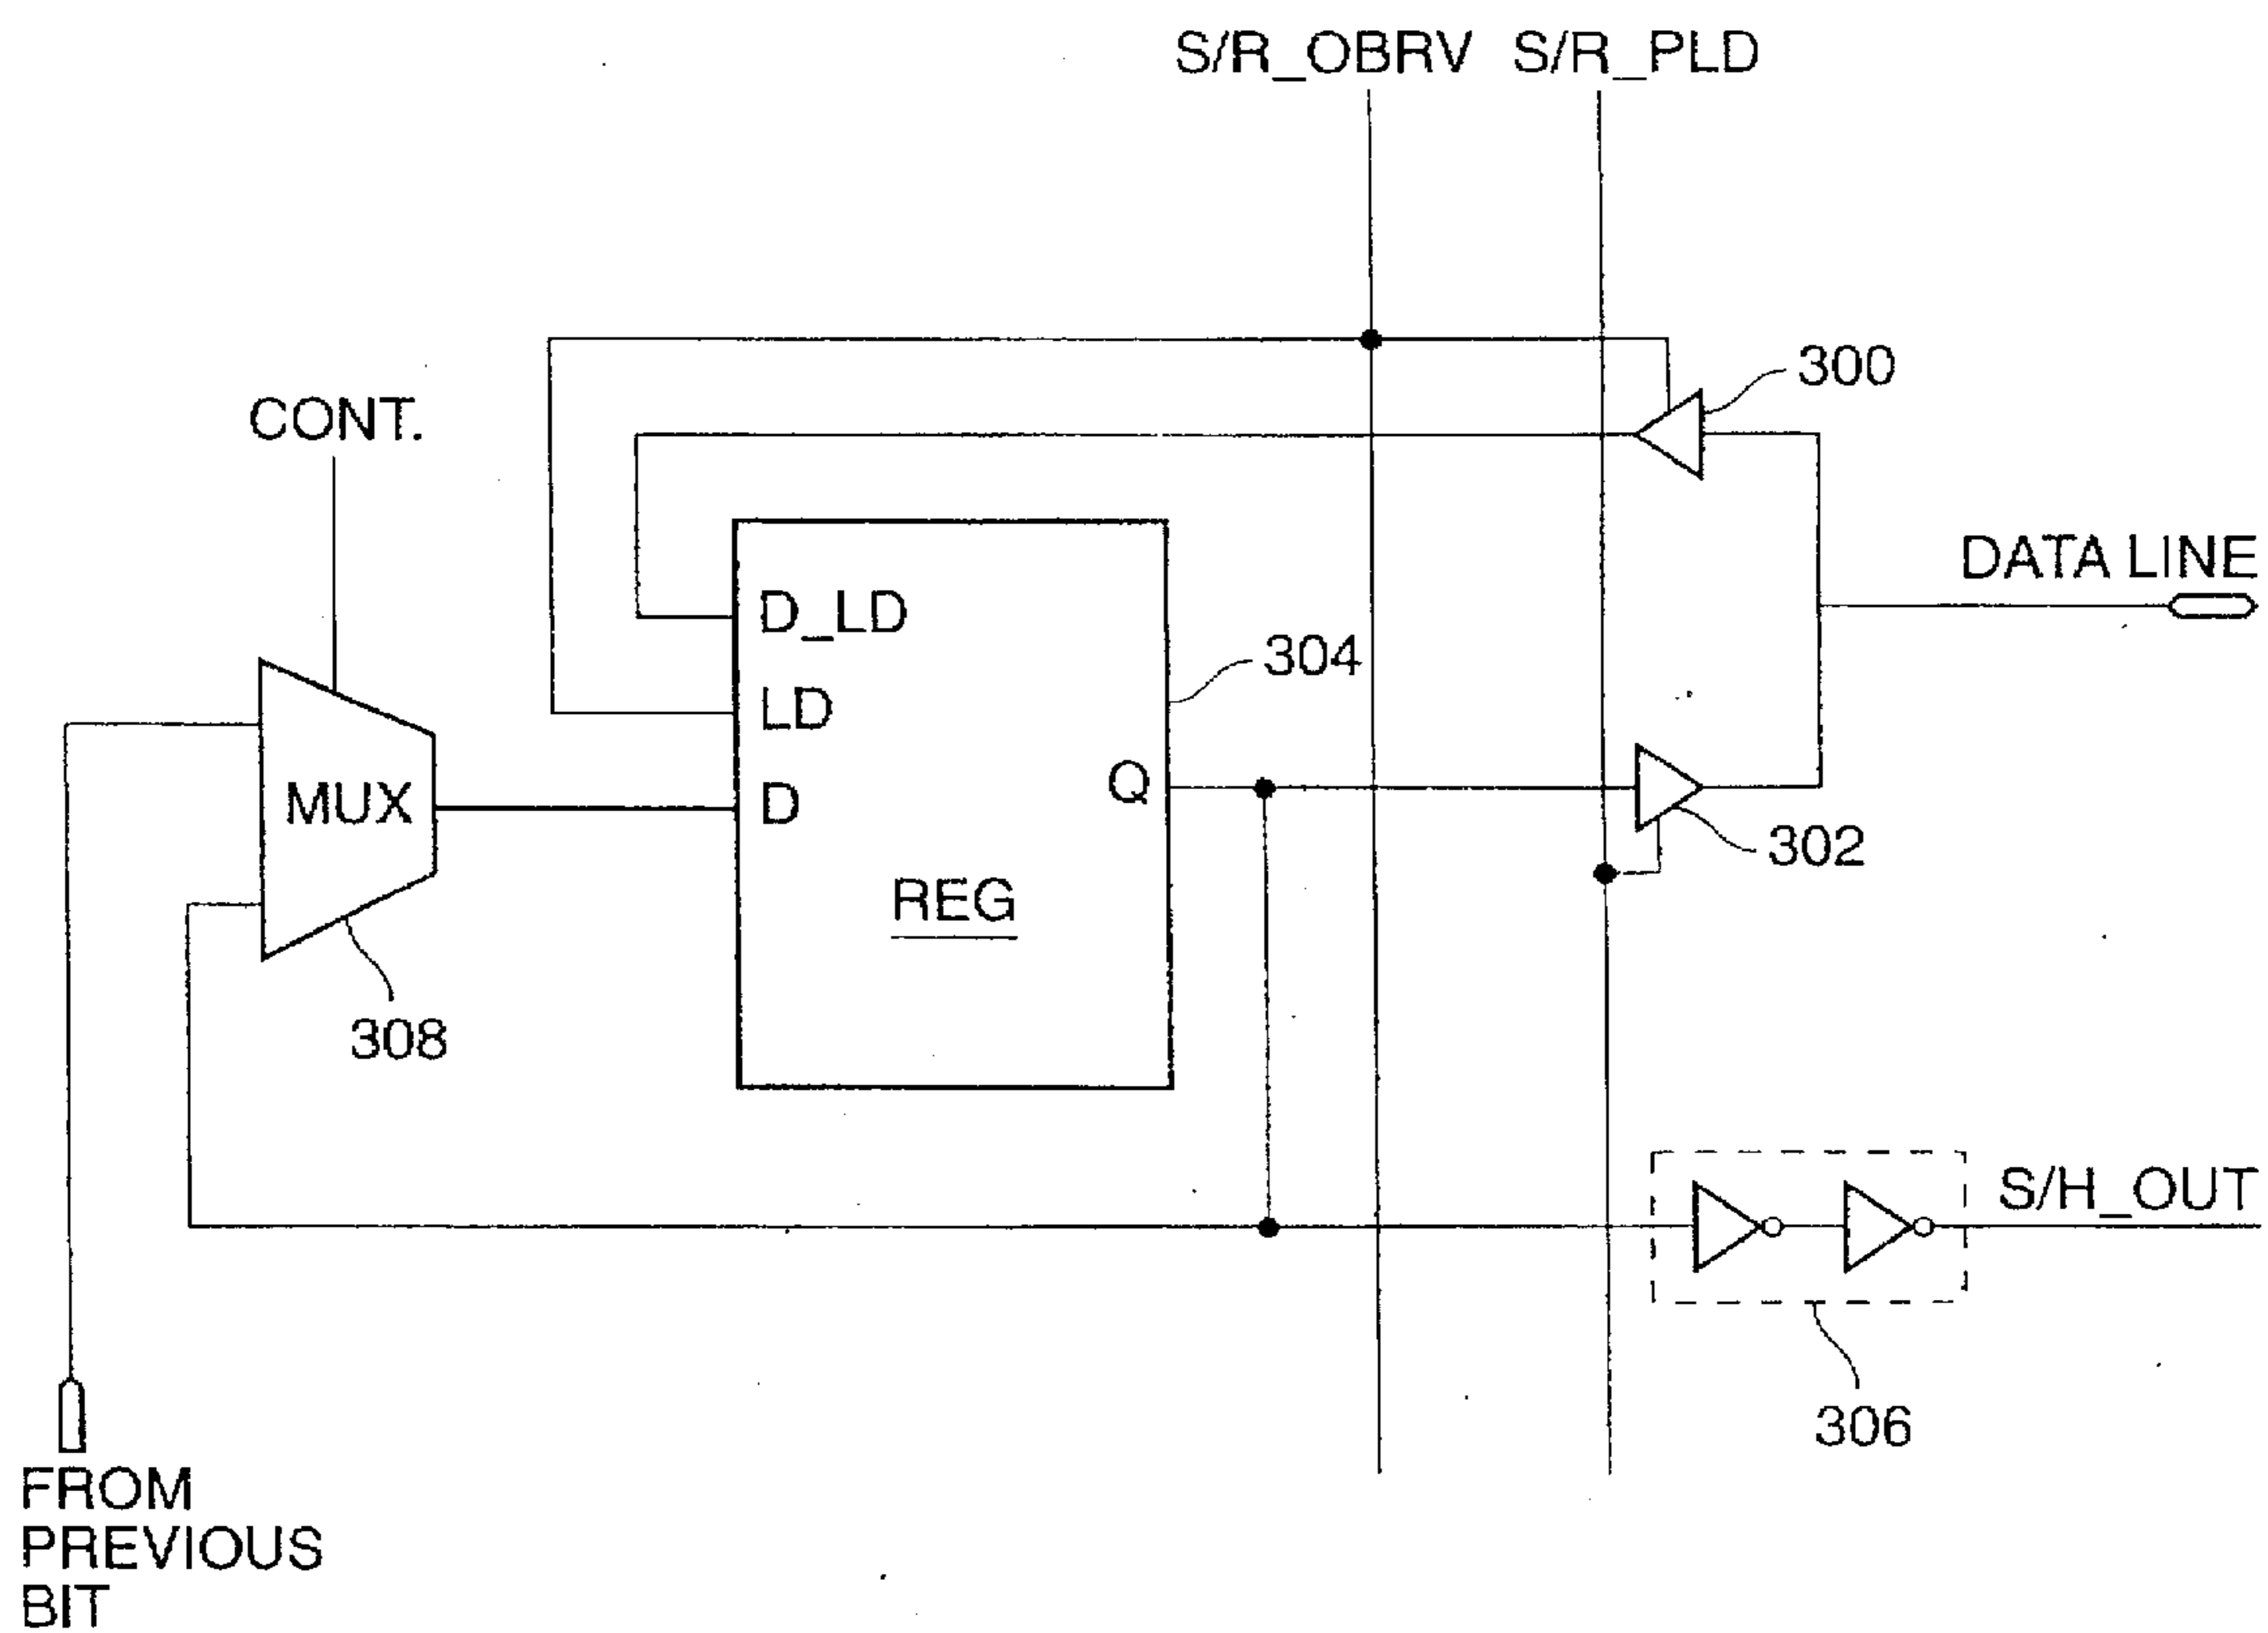 S/R_OBRV S/R_PLD
300
CONT.
DATA LINE
D_LD
304
LD
MUX
D
Q
302
REG
308
S/H_OUT
306
FROM
PREVIOUS
BIT